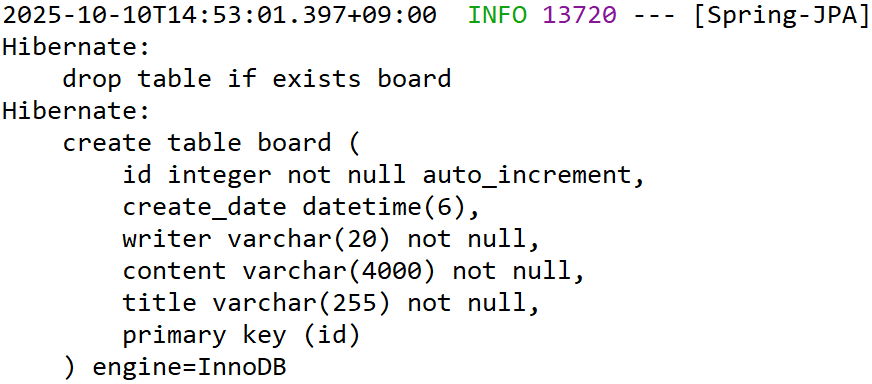 2025-10-10T14:53:01.397+09:00  INFO 13720 --- [Spring-JPA]
Hibernate:
    drop table if exists board
Hibernate:
    create table board (
        id integer not null auto_increment,
        create_date datetime(6),
        writer varchar(20) not null,
        content varchar(4000) not null,
        title varchar(255) not null,
        primary key (id)
    ) engine=InnoDB